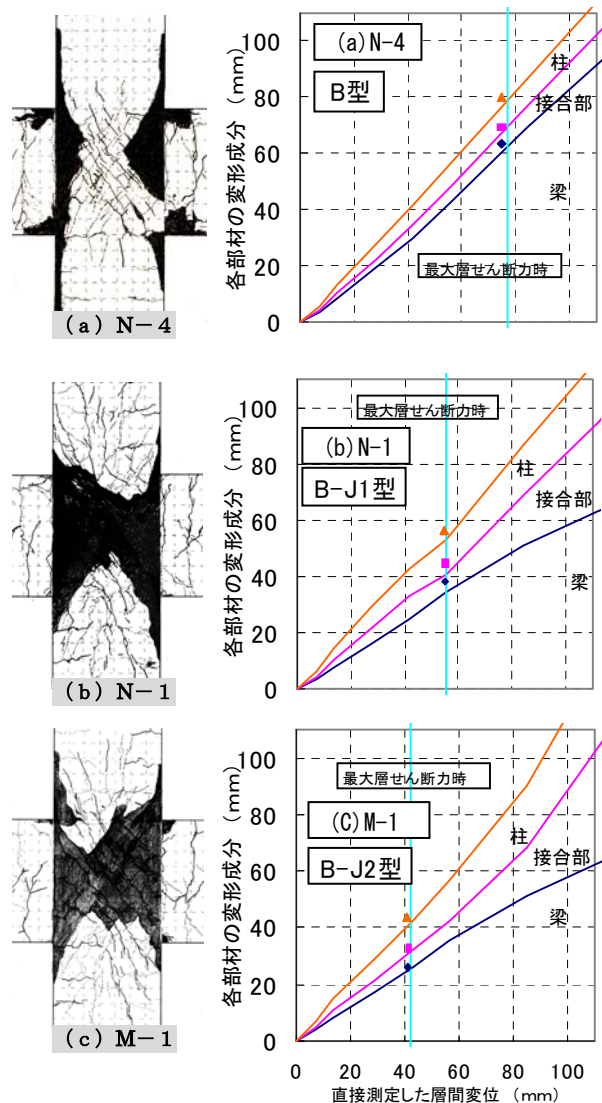 (a) N-4
B型
柱
接合部
梁
最大層せん断力時
各部材の変形成分 (mm)
100
80
60
40
20
0
(a) N-4
最大層せん断力時
(b) N-1
B-J1型
柱
接合部
梁
各部材の変形成分 (mm)
100
80
60
40
20
0
(b) N-1
最大層せん断力時
(C) M-1
B-J2型
柱
接合部
梁
各部材の変形成分 (mm)
100
80
60
40
20
0
(c) M-1
0 20 40 60 80 100
直接測定した層間変位 (mm)